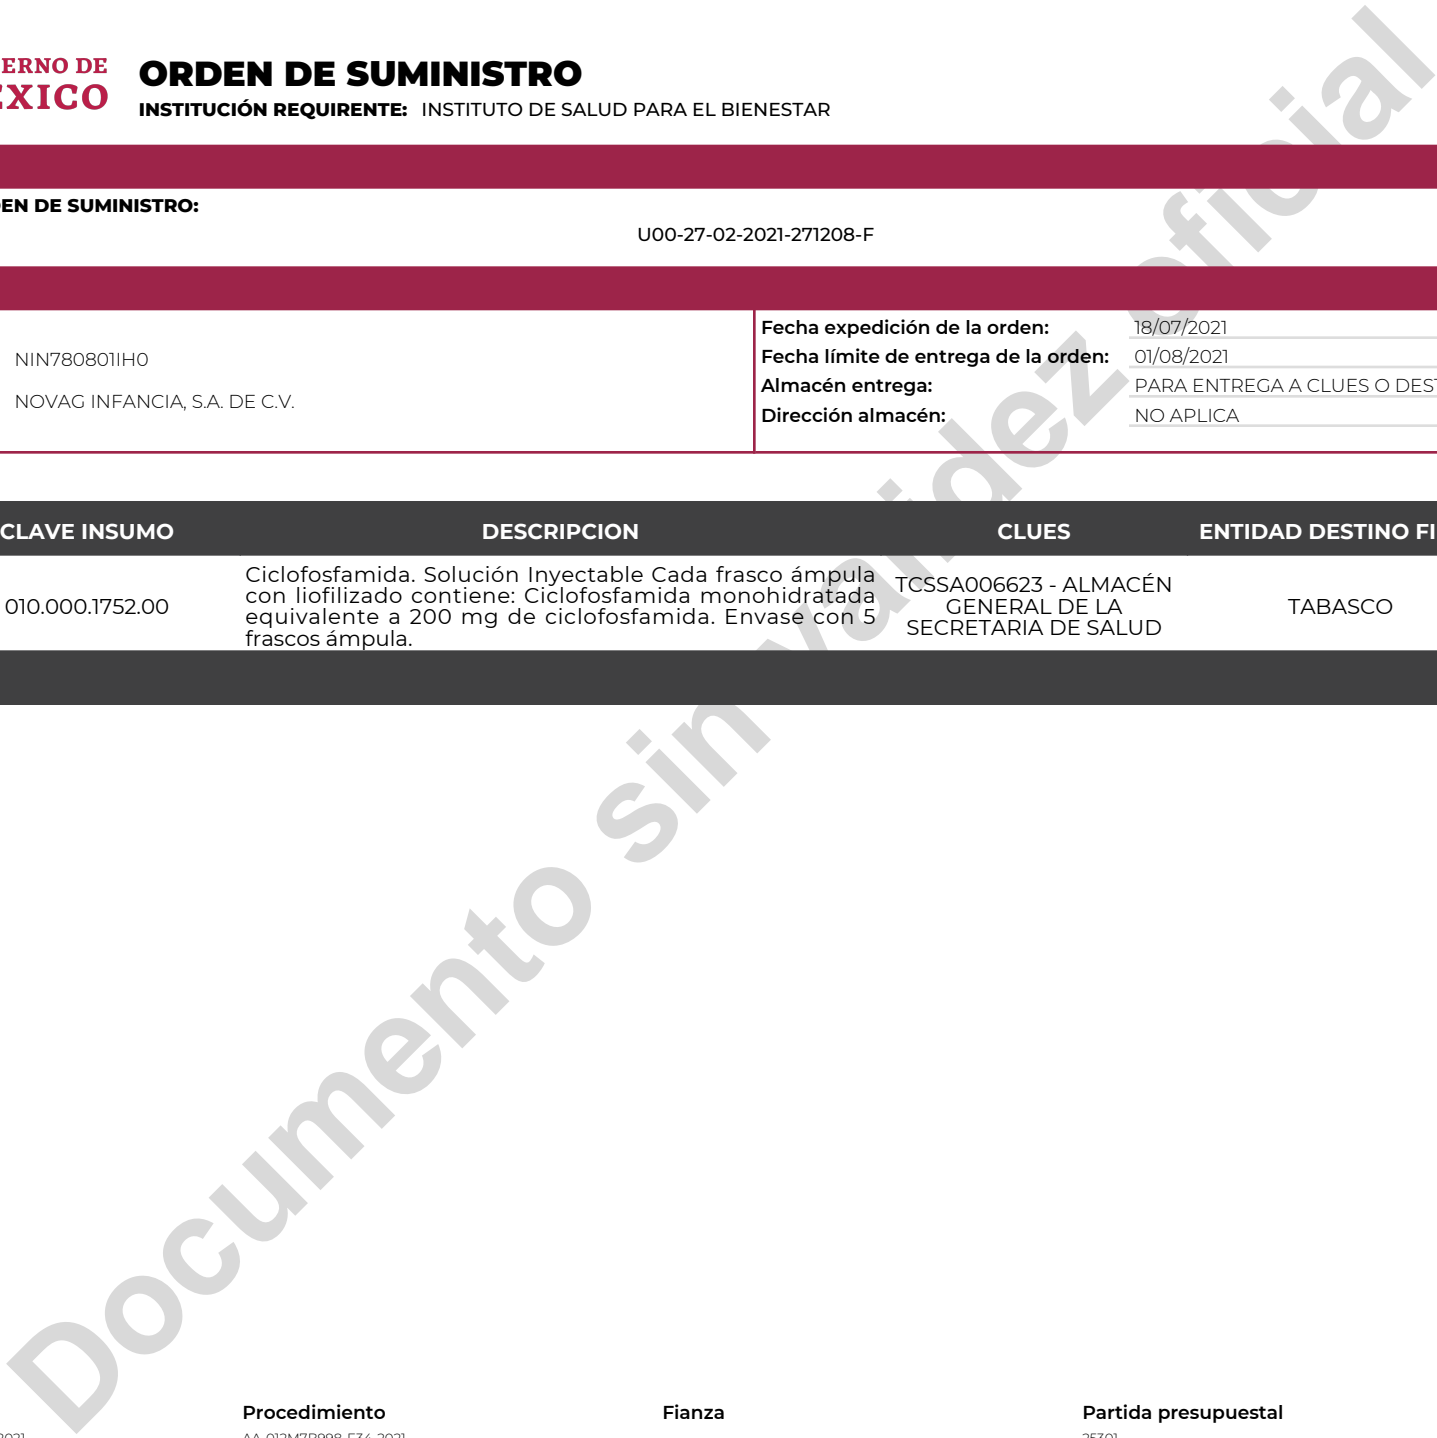 ERNO DE
EXICO
ORDEN DE SUMINISTRO
INSTITUCIÓN REQUIRENTE: INSTITUTO DE SALUD PARA EL BIENESTAR
EN DE SUMINISTRO:
U00-27-02-2021-271208-F
NIN780801IH0
NOVAG INFANCIA, S.A. DE C.V.
Fecha expedición de la orden: 18/07/2021
Fecha límite de entrega de la orden: 01/08/2021
Almacén entrega: PARA ENTREGA A CLUES O DEST
Dirección almacén: NO APLICA
CLAVE INSUMO DESCRIPCION CLUES ENTIDAD DESTINO FI
010.000.1752.00
Ciclofosfamida. Solución Inyectable Cada frasco ámpula
con liofilizado contiene: Ciclofosfamida monohidratada
equivalente a 200 mg de ciclofosfamida. Envase con 5
frascos ámpula.
TCSSA006623 - ALMACÉN
GENERAL DE LA
SECRETARIA DE SALUD
TABASCO
Documento sin validez oficial
Procedimiento Fianza Partida presupuestal